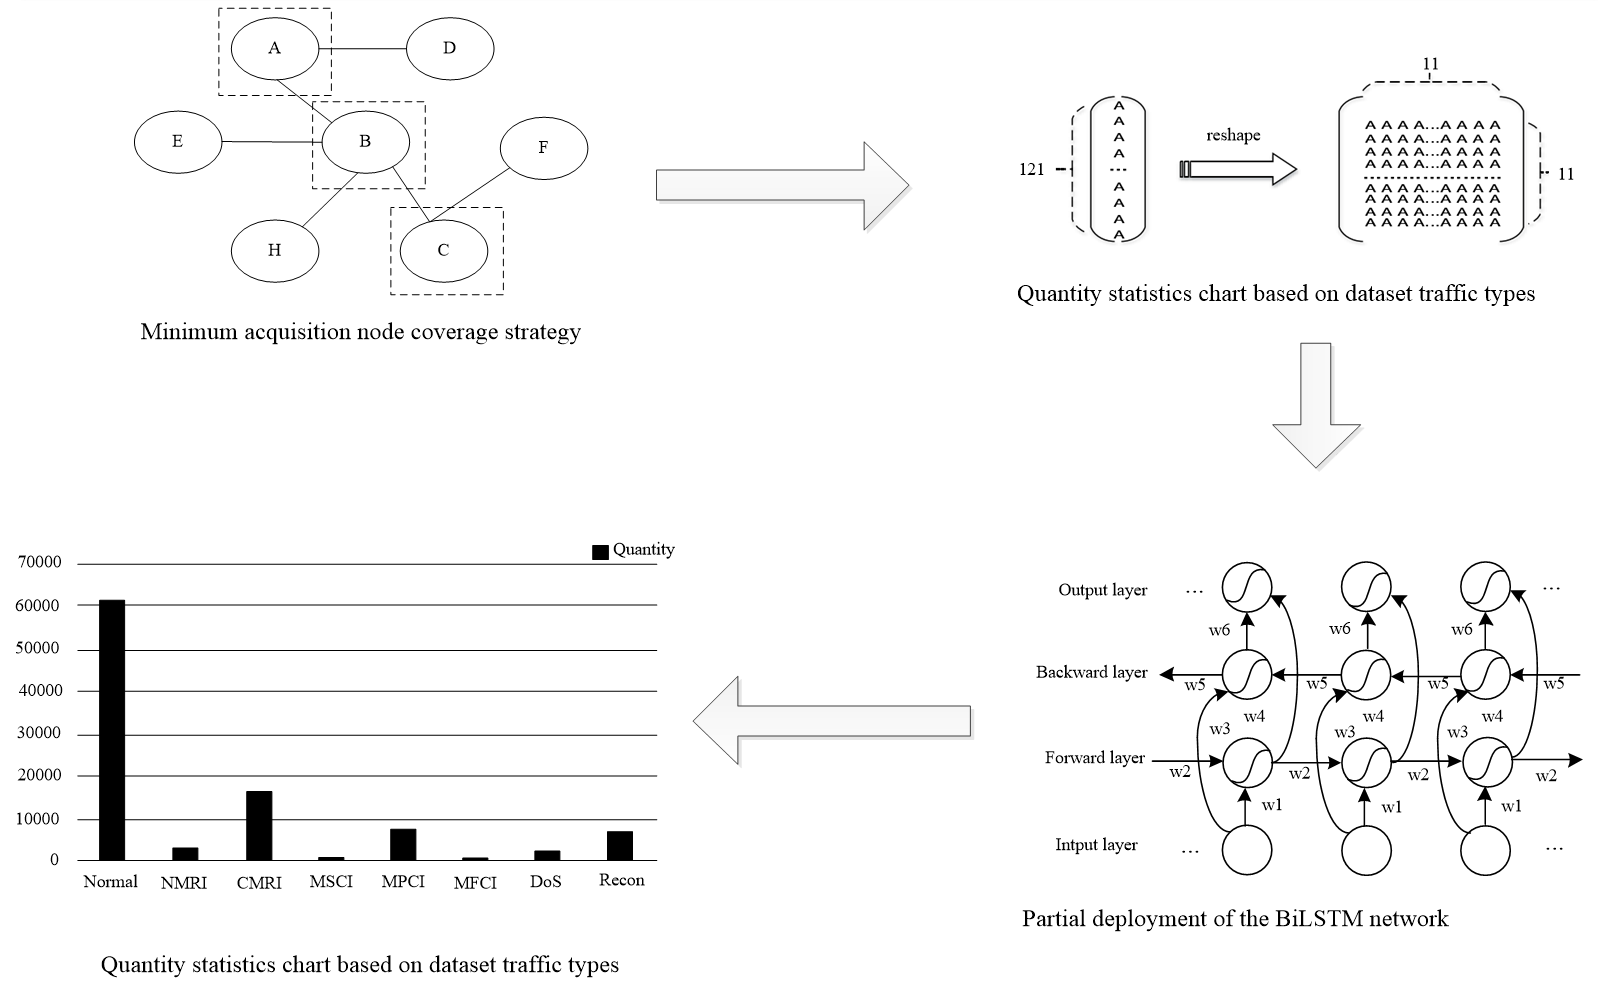 A
D
E
B
F
H
C
Minimum acquisition node coverage strategy
11
121
A
A
A
A
...
A
A
A
A
reshape
A A A A...A A A A
A A A A...A A A A
A A A A...A A A A
A A A A...A A A A
A A A A...A A A A
A A A A...A A A A
A A A A...A A A A
A A A A...A A A A
11
Quantity statistics chart based on dataset traffic types
Output layer ... ...
w6 w6 w6
Backward layer
w5 w5 w5 w5
w4 w4 w4
w3 w3 w3
Forward layer
w2 w2 w2 w2
w1 w1 w1
Intput layer ... ...
Partial deployment of the BiLSTM network
Quantity
70000
60000
50000
40000
30000
20000
10000
0
Normal NMRI CMRI MSCI MPCI MFCI DoS Recon
Quantity statistics chart based on dataset traffic types